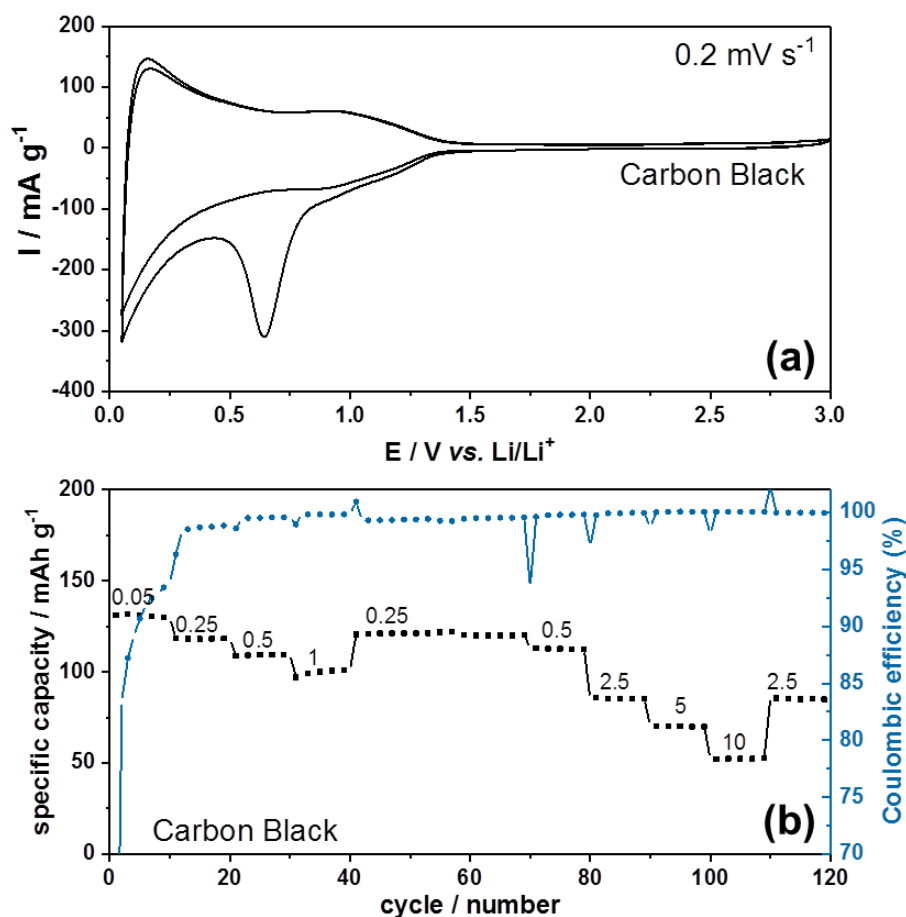 200
100
0
-100
-200
-300
-400
I / mA g⁻¹
0.2 mV s⁻¹
Carbon Black
(a)
0.0 0.5 1.0 1.5 2.0 2.5 3.0
E / V vs. Li/Li⁺
200
150
100
50
0
specific capacity / mAh g⁻¹
0.05
0.25
0.5
1
0.25
0.5
2.5
5
10
2.5
100
95
90
85
80
75
70
Coulombic efficiency (%)
Carbon Black
(b)
0 20 40 60 80 100 120
cycle / number